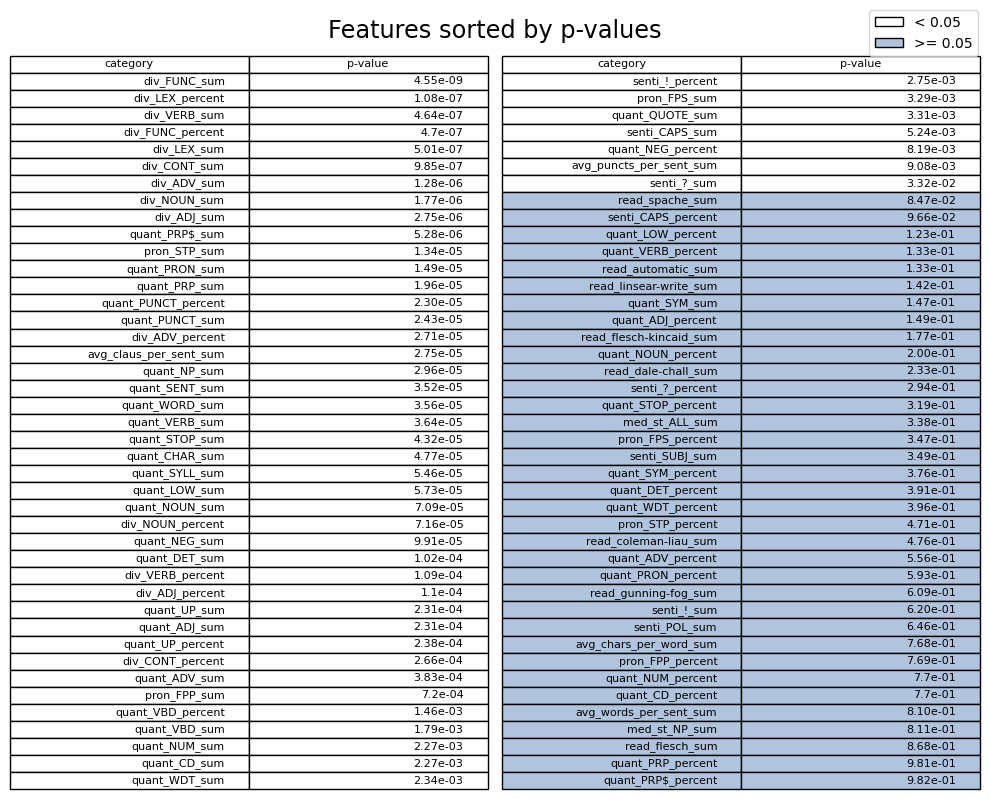 Features sorted by p-values
< 0.05
>= 0.05
category p-value
div_FUNC_sum 4.55e-09
div_LEX_percent 1.08e-07
div_VERB_sum 4.64e-07
div_FUNC_percent 4.7e-07
div_LEX_sum 5.01e-07
div_CONT_sum 9.85e-07
div_ADV_sum 1.28e-06
div_NOUN_sum 1.77e-06
div_ADJ_sum 2.75e-06
quant_PRP$_sum 5.28e-06
pron_STP_sum 1.34e-05
quant_PRON_sum 1.49e-05
quant_PRP_sum 1.96e-05
quant_PUNCT_percent 2.30e-05
quant_PUNCT_sum 2.43e-05
div_ADV_percent 2.71e-05
avg_claus_per_sent_sum 2.75e-05
quant_NP_sum 2.96e-05
quant_SENT_sum 3.52e-05
quant_WORD_sum 3.56e-05
quant_VERB_sum 3.64e-05
quant_STOP_sum 4.32e-05
quant_CHAR_sum 4.77e-05
quant_SYLL_sum 5.46e-05
quant_LOW_sum 5.73e-05
quant_NOUN_sum 7.09e-05
div_NOUN_percent 7.16e-05
quant_NEG_sum 9.91e-05
quant_DET_sum 1.02e-04
div_VERB_percent 1.09e-04
div_ADJ_percent 1.1e-04
quant_UP_sum 2.31e-04
quant_ADJ_sum 2.31e-04
quant_UP_percent 2.38e-04
div_CONT_percent 2.66e-04
quant_ADV_sum 3.83e-04
pron_FPP_sum 7.2e-04
quant_VBD_percent 1.46e-03
quant_VBD_sum 1.79e-03
quant_NUM_sum 2.27e-03
quant_CD_sum 2.27e-03
quant_WDT_sum 2.34e-03
category p-value
senti_!_percent 2.75e-03
pron_FPS_sum 3.29e-03
quant_QUOTE_sum 3.31e-03
senti_CAPS_sum 5.24e-03
quant_NEG_percent 8.19e-03
avg_puncts_per_sent_sum 9.08e-03
senti_?_sum 3.32e-02
read_spache_sum 8.47e-02
senti_CAPS_percent 9.66e-02
quant_LOW_percent 1.23e-01
quant_VERB_percent 1.33e-01
read_automatic_sum 1.33e-01
read_linsear-write_sum 1.42e-01
quant_SYM_sum 1.47e-01
quant_ADJ_percent 1.49e-01
read_flesch-kincaid_sum 1.77e-01
quant_NOUN_percent 2.00e-01
read_dale-chall_sum 2.33e-01
senti_?_percent 2.94e-01
quant_STOP_percent 3.19e-01
med_st_ALL_sum 3.38e-01
pron_FPS_percent 3.47e-01
senti_SUBJ_sum 3.49e-01
quant_SYM_percent 3.76e-01
quant_DET_percent 3.91e-01
quant_WDT_percent 3.96e-01
pron_STP_percent 4.71e-01
read_coleman-liau_sum 4.76e-01
quant_ADV_percent 5.56e-01
quant_PRON_percent 5.93e-01
read_gunning-fog_sum 6.09e-01
senti_!_sum 6.20e-01
senti_POL_sum 6.46e-01
avg_chars_per_word_sum 7.68e-01
pron_FPP_percent 7.69e-01
quant_NUM_percent 7.7e-01
quant_CD_percent 7.7e-01
avg_words_per_sent_sum 8.10e-01
med_st_NP_sum 8.11e-01
read_flesch_sum 8.68e-01
quant_PRP_percent 9.81e-01
quant_PRP$_percent 9.82e-01